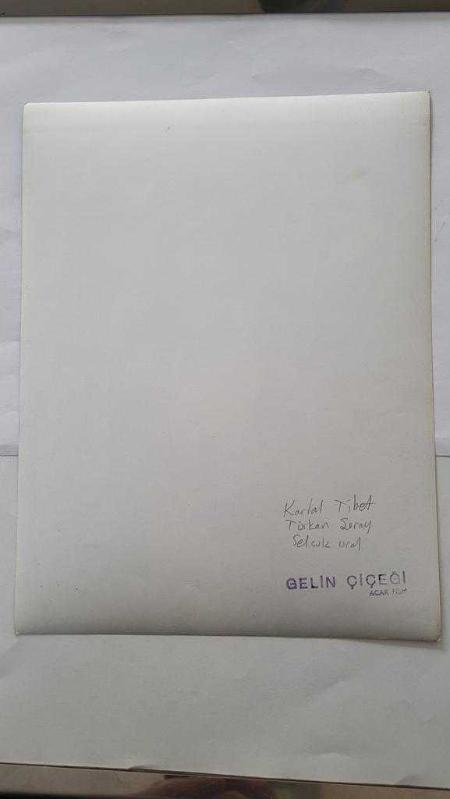 Kartal Tibet
Türkan Şoray
Selçuk Ural
GELİN ÇİÇEĞİ
ACAR FİLM